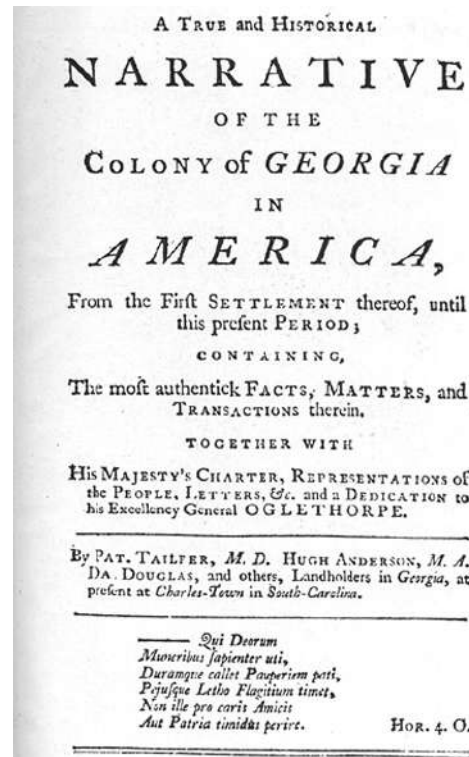 A TRUE and HISTORICAL
NARRATIVE
OF THE
COLONY of GEORGIA
IN
AMERICA,
From the Firſt SETTLEMENT thereof, until
this preſent PERIOD;
CONTAINING,
The moſt authentick FACTS, MATTERS, and
TRANSACTIONS therein.
TOGETHER WITH
His MAJESTY'S CHARTER, REPRESENTATIONS of
the PEOPLE, LETTERS, &c. and a DEDICATION to
his Excellency General OGLETHORPE.
By PAT. TAILFER, M. D. HUGH ANDERSON, M. A.
DA. DOUGLAS, and others, Landholders in Georgia, at
preſent at Charles-Town in South-Carolina.
—— Qui Deorum
Muneribus ſapienter uti,
Duramque callet Pauperiem pati,
Pejuſque Letho Flagitium timet,
Non ille pro caris Amicis
Aut Patria timidus perire. HOR. 4. O.